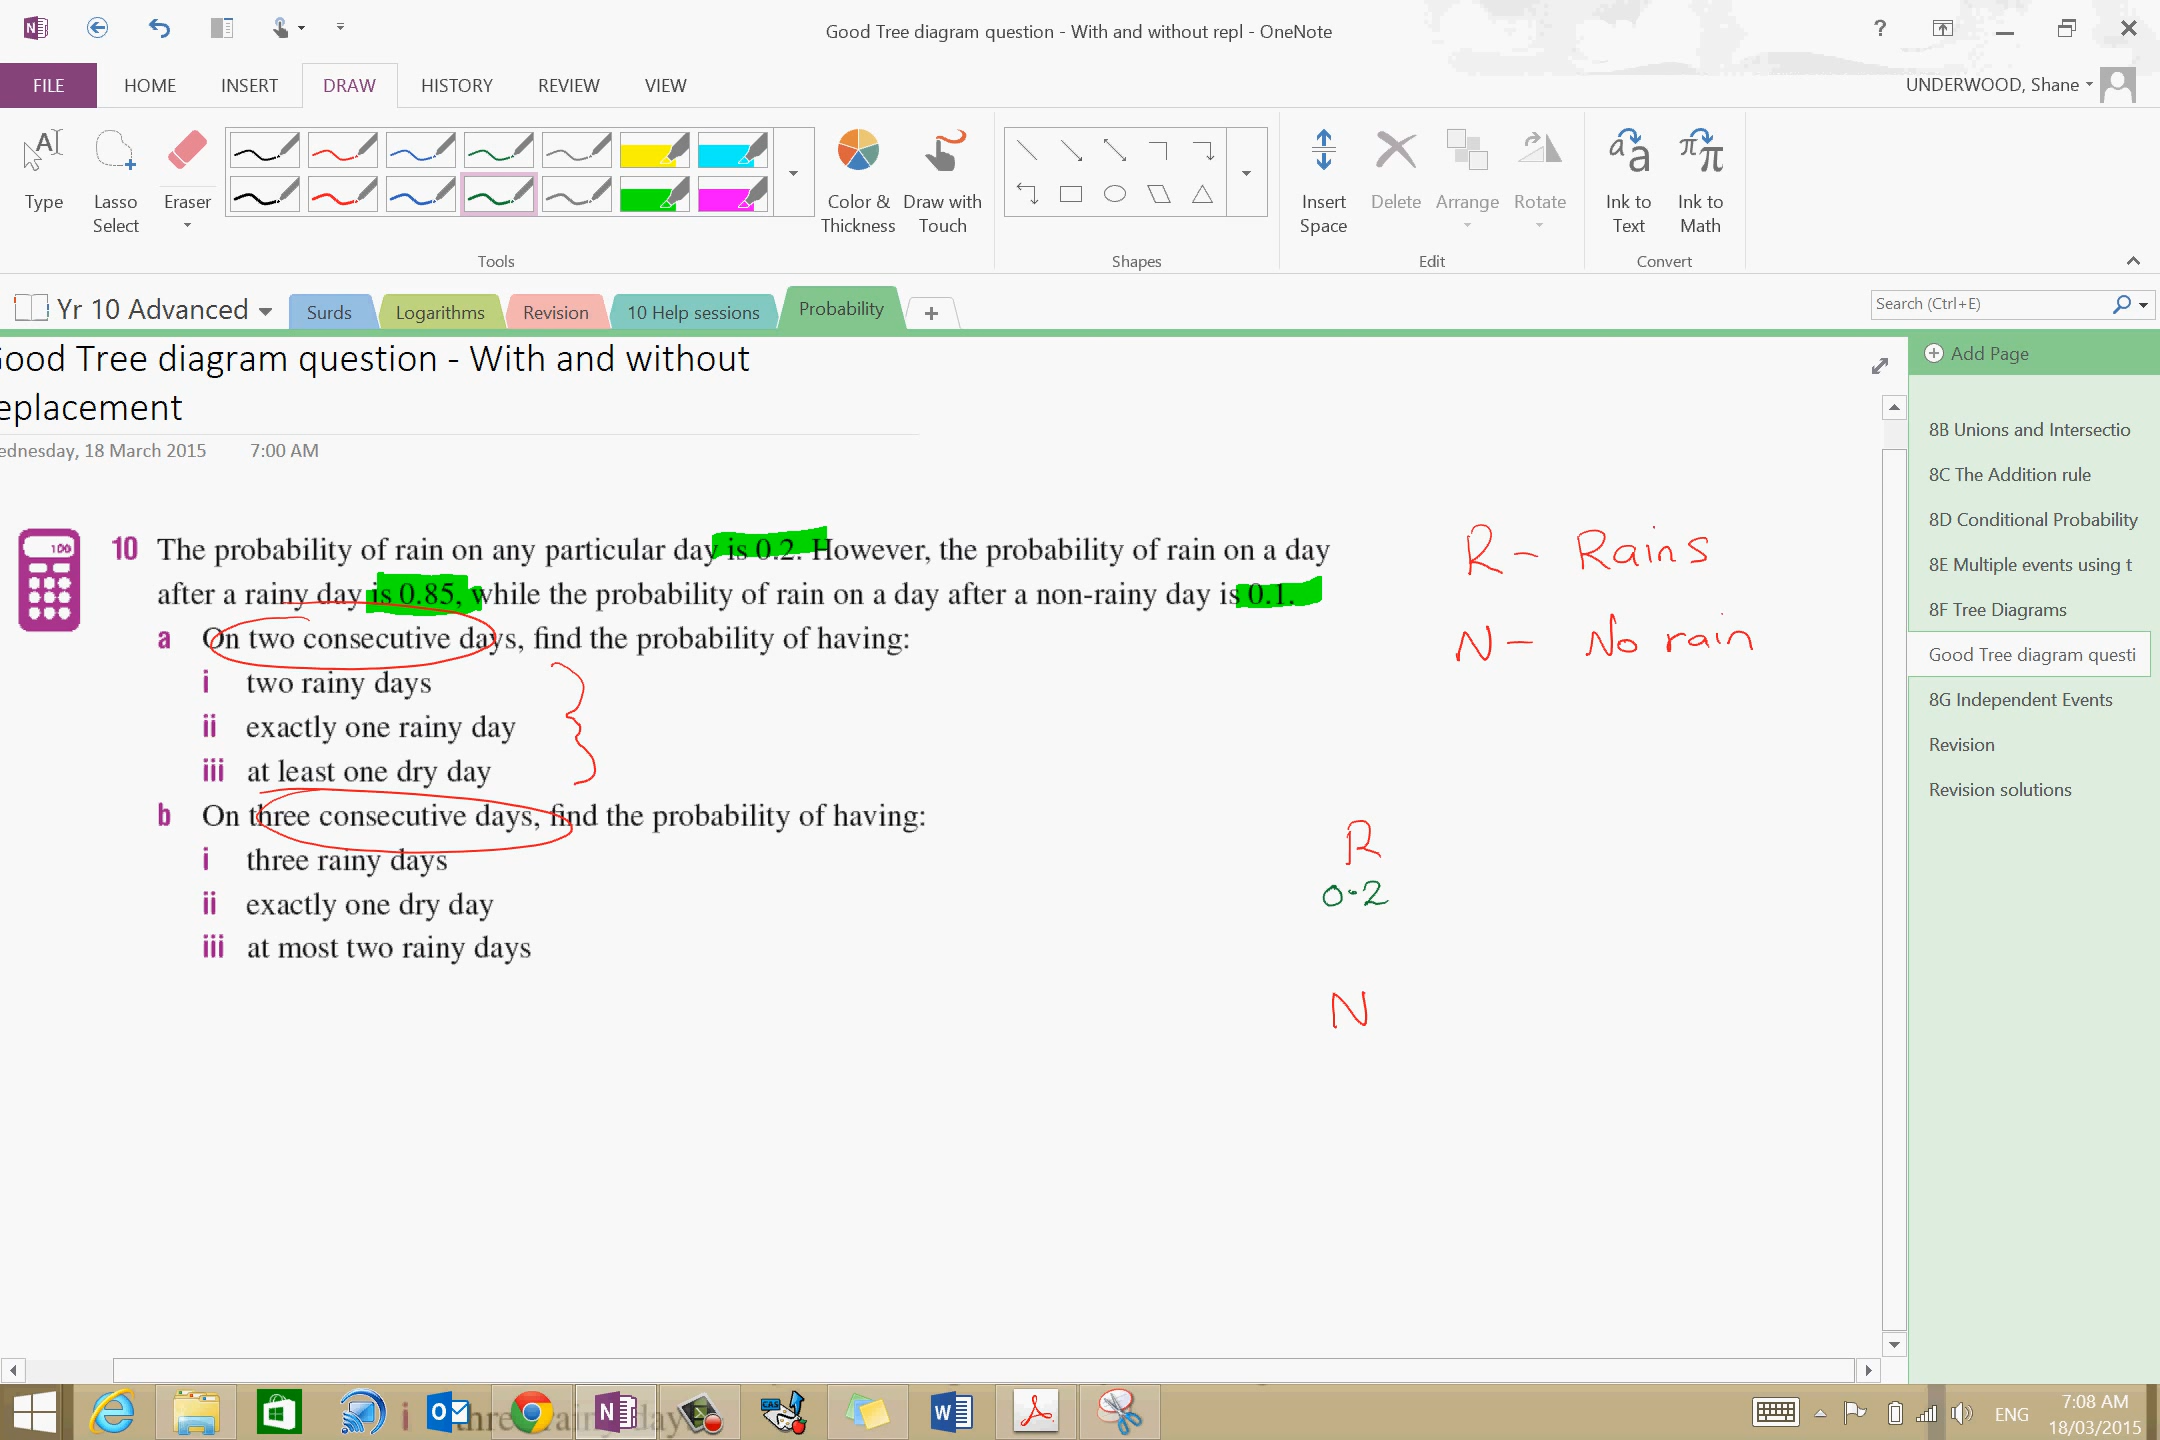 Good Tree diagram question - With and without repl - OneNote
FILE HOME INSERT DRAW HISTORY REVIEW VIEW
UNDERWOOD, Shane
Type Lasso Select Eraser Color & Thickness Draw with Touch Insert Space Delete Arrange Rotate Ink to Text Ink to Math
Tools Shapes Edit Convert
Yr 10 Advanced Surds Logarithms Revision 10 Help sessions Probability
Search (Ctrl+E)
ood Tree diagram question - With and without
eplacement
ednesday, 18 March 2015 7:00 AM
10 The probability of rain on any particular day is 0.2. However, the probability of rain on a day
after a rainy day is 0.85, while the probability of rain on a day after a non-rainy day is 0.1.
a On two consecutive days, find the probability of having:
i two rainy days
ii exactly one rainy day
iii at least one dry day
b On three consecutive days, find the probability of having:
i three rainy days
ii exactly one dry day
iii at most two rainy days
R - Rains
N - No rain
R
0.2
N
Add Page
8B Unions and Intersectio
8C The Addition rule
8D Conditional Probability
8E Multiple events using t
8F Tree Diagrams
Good Tree diagram questi
8G Independent Events
Revision
Revision solutions
ENG
7:08 AM
18/03/2015